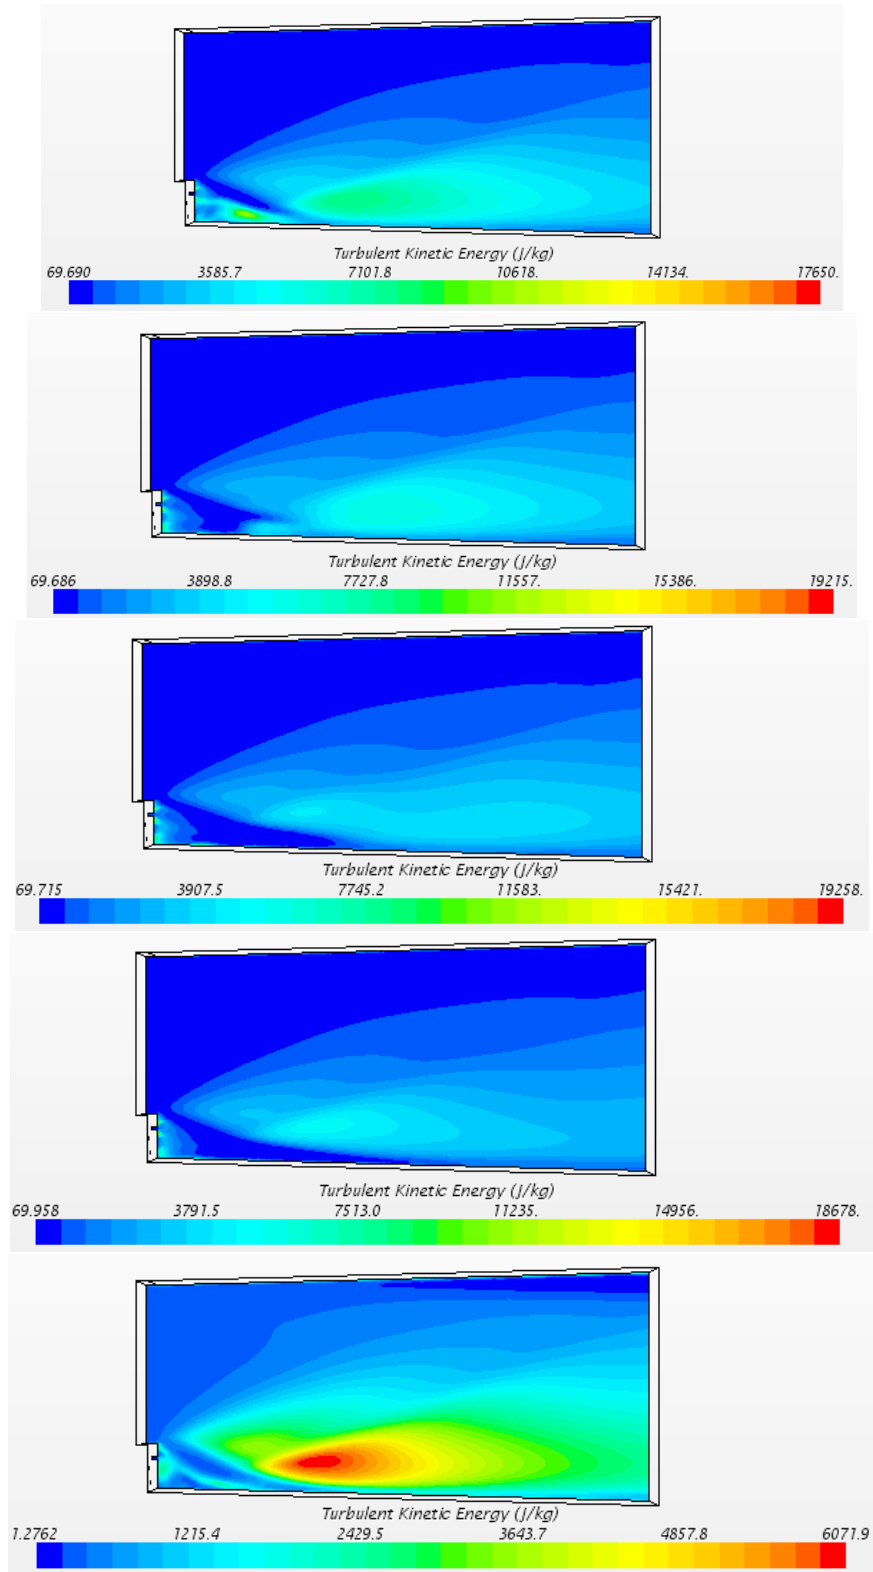 Turbulent Kinetic Energy (J/kg)
69.690 3585.7 7101.8 10618. 14134. 17650.
Turbulent Kinetic Energy (J/kg)
69.686 3898.8 7727.8 11557. 15386. 19215.
Turbulent Kinetic Energy (J/kg)
69.715 3907.5 7745.2 11583. 15421. 19258.
Turbulent Kinetic Energy (J/kg)
69.958 3791.5 7513.0 11235. 14956. 18678.
Turbulent Kinetic Energy (J/kg)
1.2762 1215.4 2429.5 3643.7 4857.8 6071.9